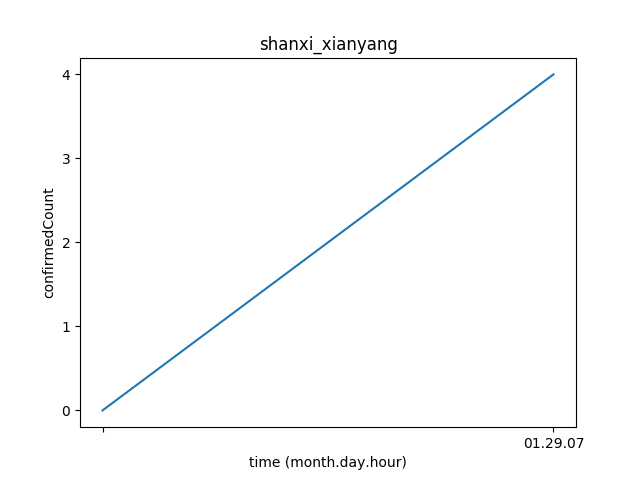 shanxi_xianyang
confirmedCount
4
3
2
1
0
01.29.07
time (month.day.hour)